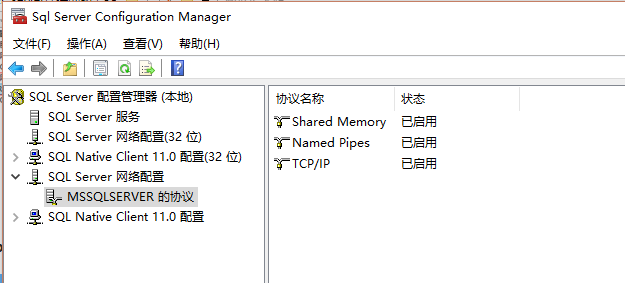 Sql Server Configuration Manager
文件(F) 操作(A) 查看(V) 帮助(H)
SQL Server 配置管理器 (本地)
SQL Server 服务
SQL Server 网络配置(32 位)
SQL Native Client 11.0 配置(32 位)
SQL Server 网络配置
MSSQLSERVER 的协议
SQL Native Client 11.0 配置
协议名称 状态
Shared Memory 已启用
Named Pipes 已启用
TCP/IP 已启用